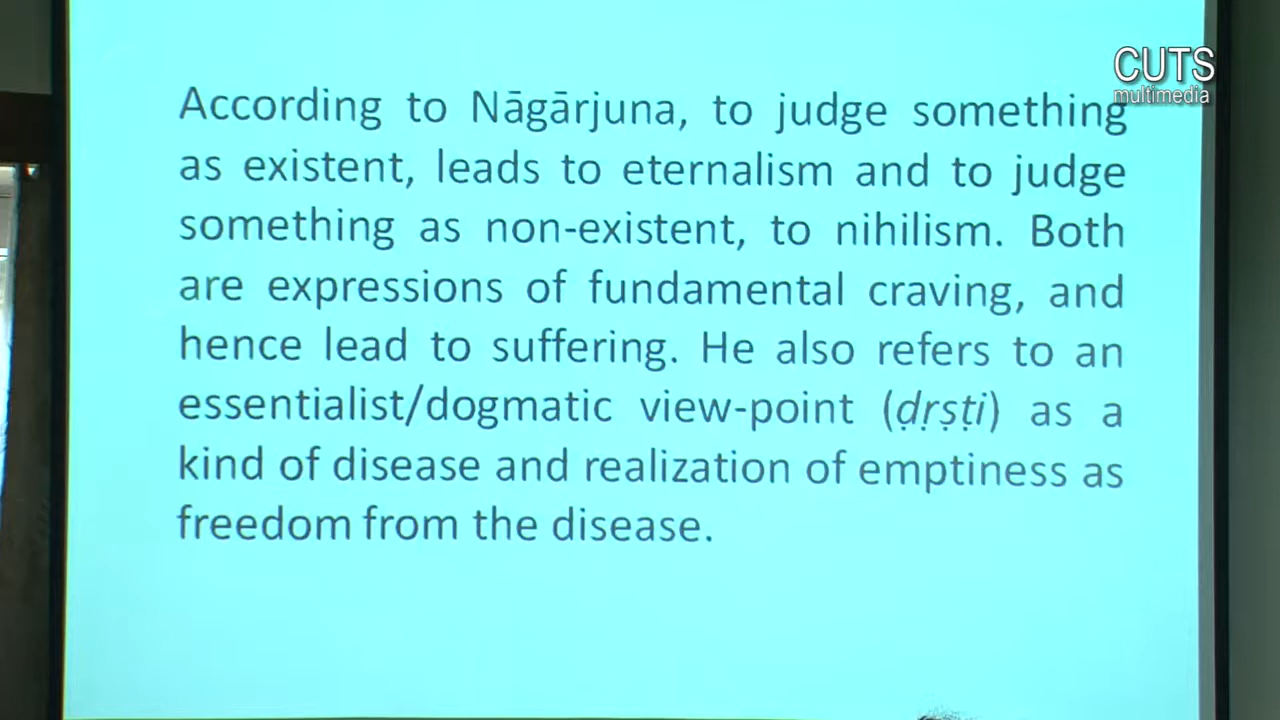 CUTS
multimedia
According to Nāgārjuna, to judge something
as existent, leads to eternalism and to judge
something as non-existent, to nihilism. Both
are expressions of fundamental craving, and
hence lead to suffering. He also refers to an
essentialist/dogmatic view-point (ḍṛṣṭi) as a
kind of disease and realization of emptiness as
freedom from the disease.